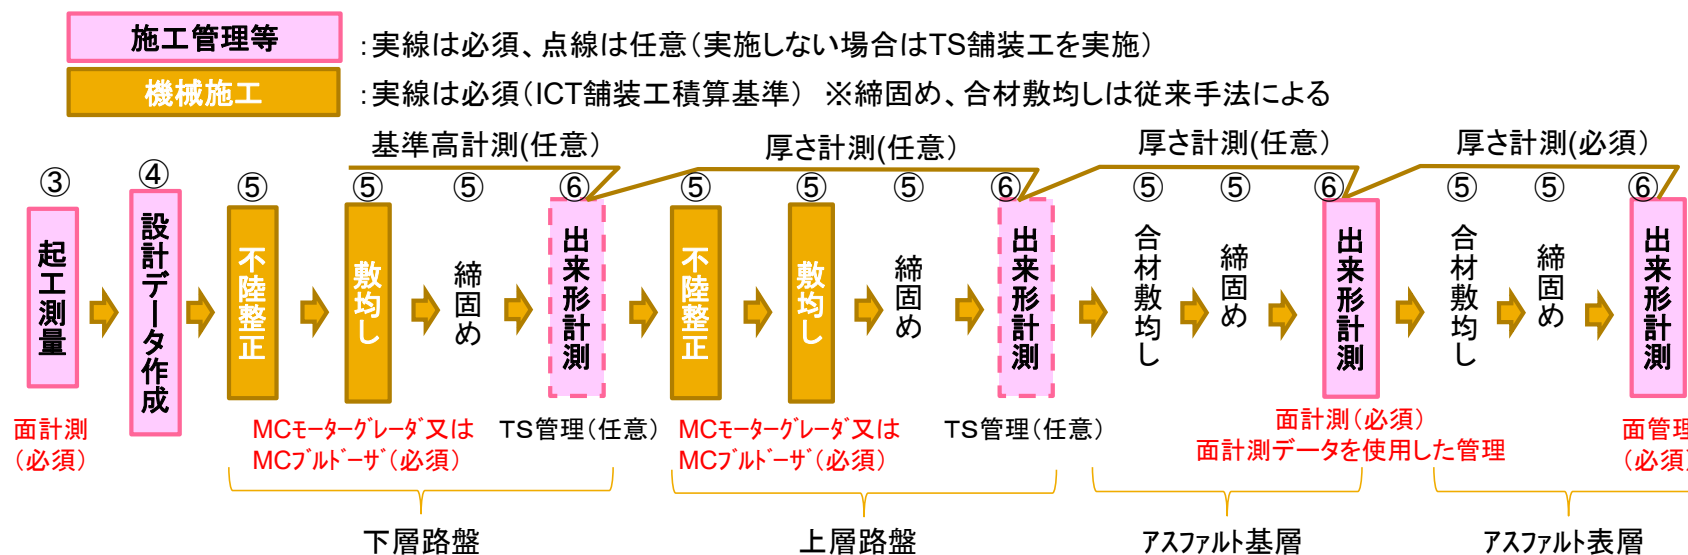 施工管理等
：実線は必須、点線は任意（実施しない場合はTS舗装工を実施）
機械施工
：実線は必須（ICT舗装工積算基準） ※締固め、合材敷均しは従来手法による
基準高計測(任意)
厚さ計測(任意)
厚さ計測(任意)
厚さ計測(必須)
③
起工測量
④
設計データ作成
⑤
不陸整正
⑤
敷均し
⑤
締固め
⑥
出来形計測
⑤
不陸整正
⑤
敷均し
⑤
締固め
⑥
出来形計測
⑤
合材敷均し
⑤
締固め
⑥
出来形計測
⑤
合材敷均し
⑤
締固め
⑥
出来形計測
面計測
（必須）
MCﾓｰﾀｰｸﾞﾚｰﾀﾞ又は
MCﾌﾞﾙﾄﾞｰｻﾞ（必須）
TS管理（任意）
MCﾓｰﾀｰｸﾞﾚｰﾀﾞ又は
MCﾌﾞﾙﾄﾞｰｻﾞ（必須）
TS管理（任意）
面計測（必須）
面計測データを使用した管理
面管理
（必須）
下層路盤
上層路盤
ｱｽﾌｧﾙﾄ基層
ｱｽﾌｧﾙﾄ表層